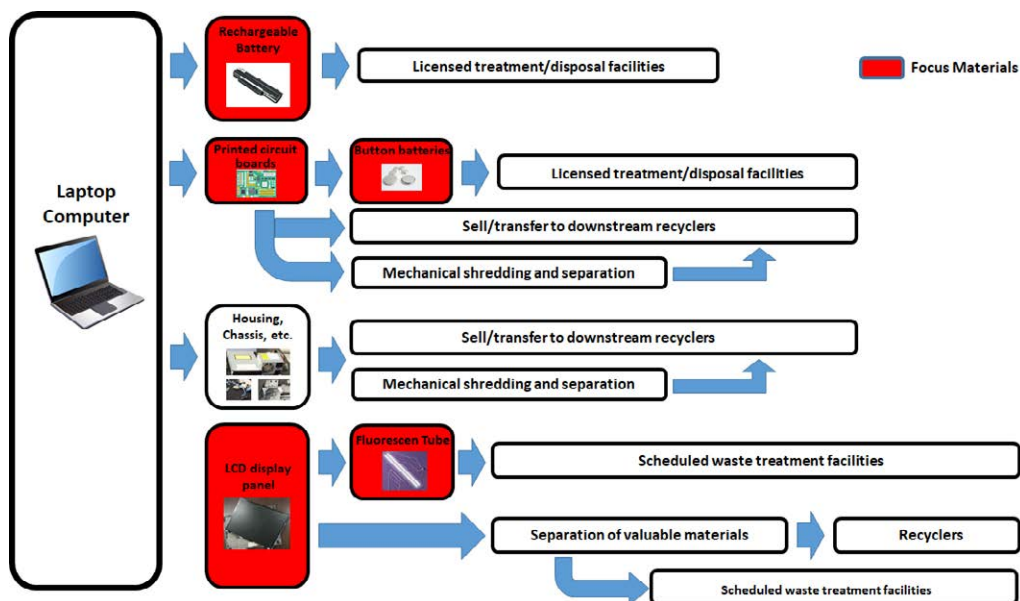 Rechargeable
Battery
Licensed treatment/disposal facilities
Focus Materials
Printed circuit
boards
Button batteries
Licensed treatment/disposal facilities
Laptop
Computer
Sell/transfer to downstream recyclers
Mechanical shredding and separation
Housing,
Chassis, etc.
Sell/transfer to downstream recyclers
Mechanical shredding and separation
LCD display
panel
Fluorescen Tube
Scheduled waste treatment facilities
Separation of valuable materials
Recyclers
Scheduled waste treatment facilities